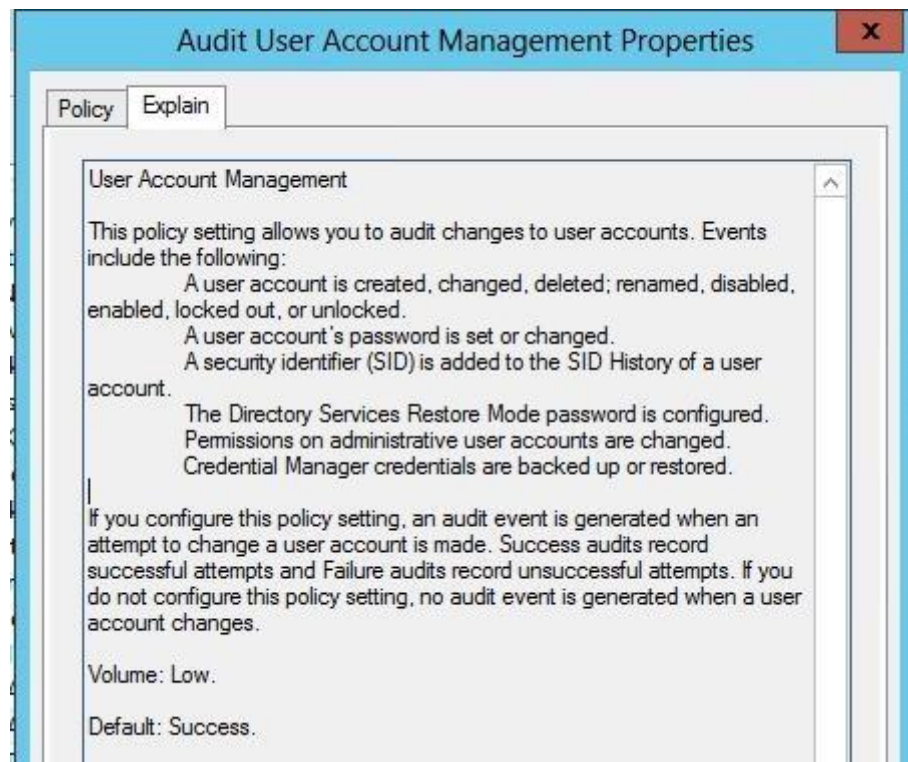 Audit User Account Management Properties
x
Policy
Explain
User Account Management
This policy setting allows you to audit changes to user accounts. Events
include the following:
A user account is created, changed, deleted; renamed, disabled,
enabled, locked out, or unlocked.
A user account's password is set or changed.
A security identifier (SID) is added to the SID History of a user
account.
The Directory Services Restore Mode password is configured.
Permissions on administrative user accounts are changed.
Credential Manager credentials are backed up or restored.
If you configure this policy setting, an audit event is generated when an
attempt to change a user account is made. Success audits record
successful attempts and Failure audits record unsuccessful attempts. If you
do not configure this policy setting, no audit event is generated when a user
account changes.
Volume: Low.
Default: Success.